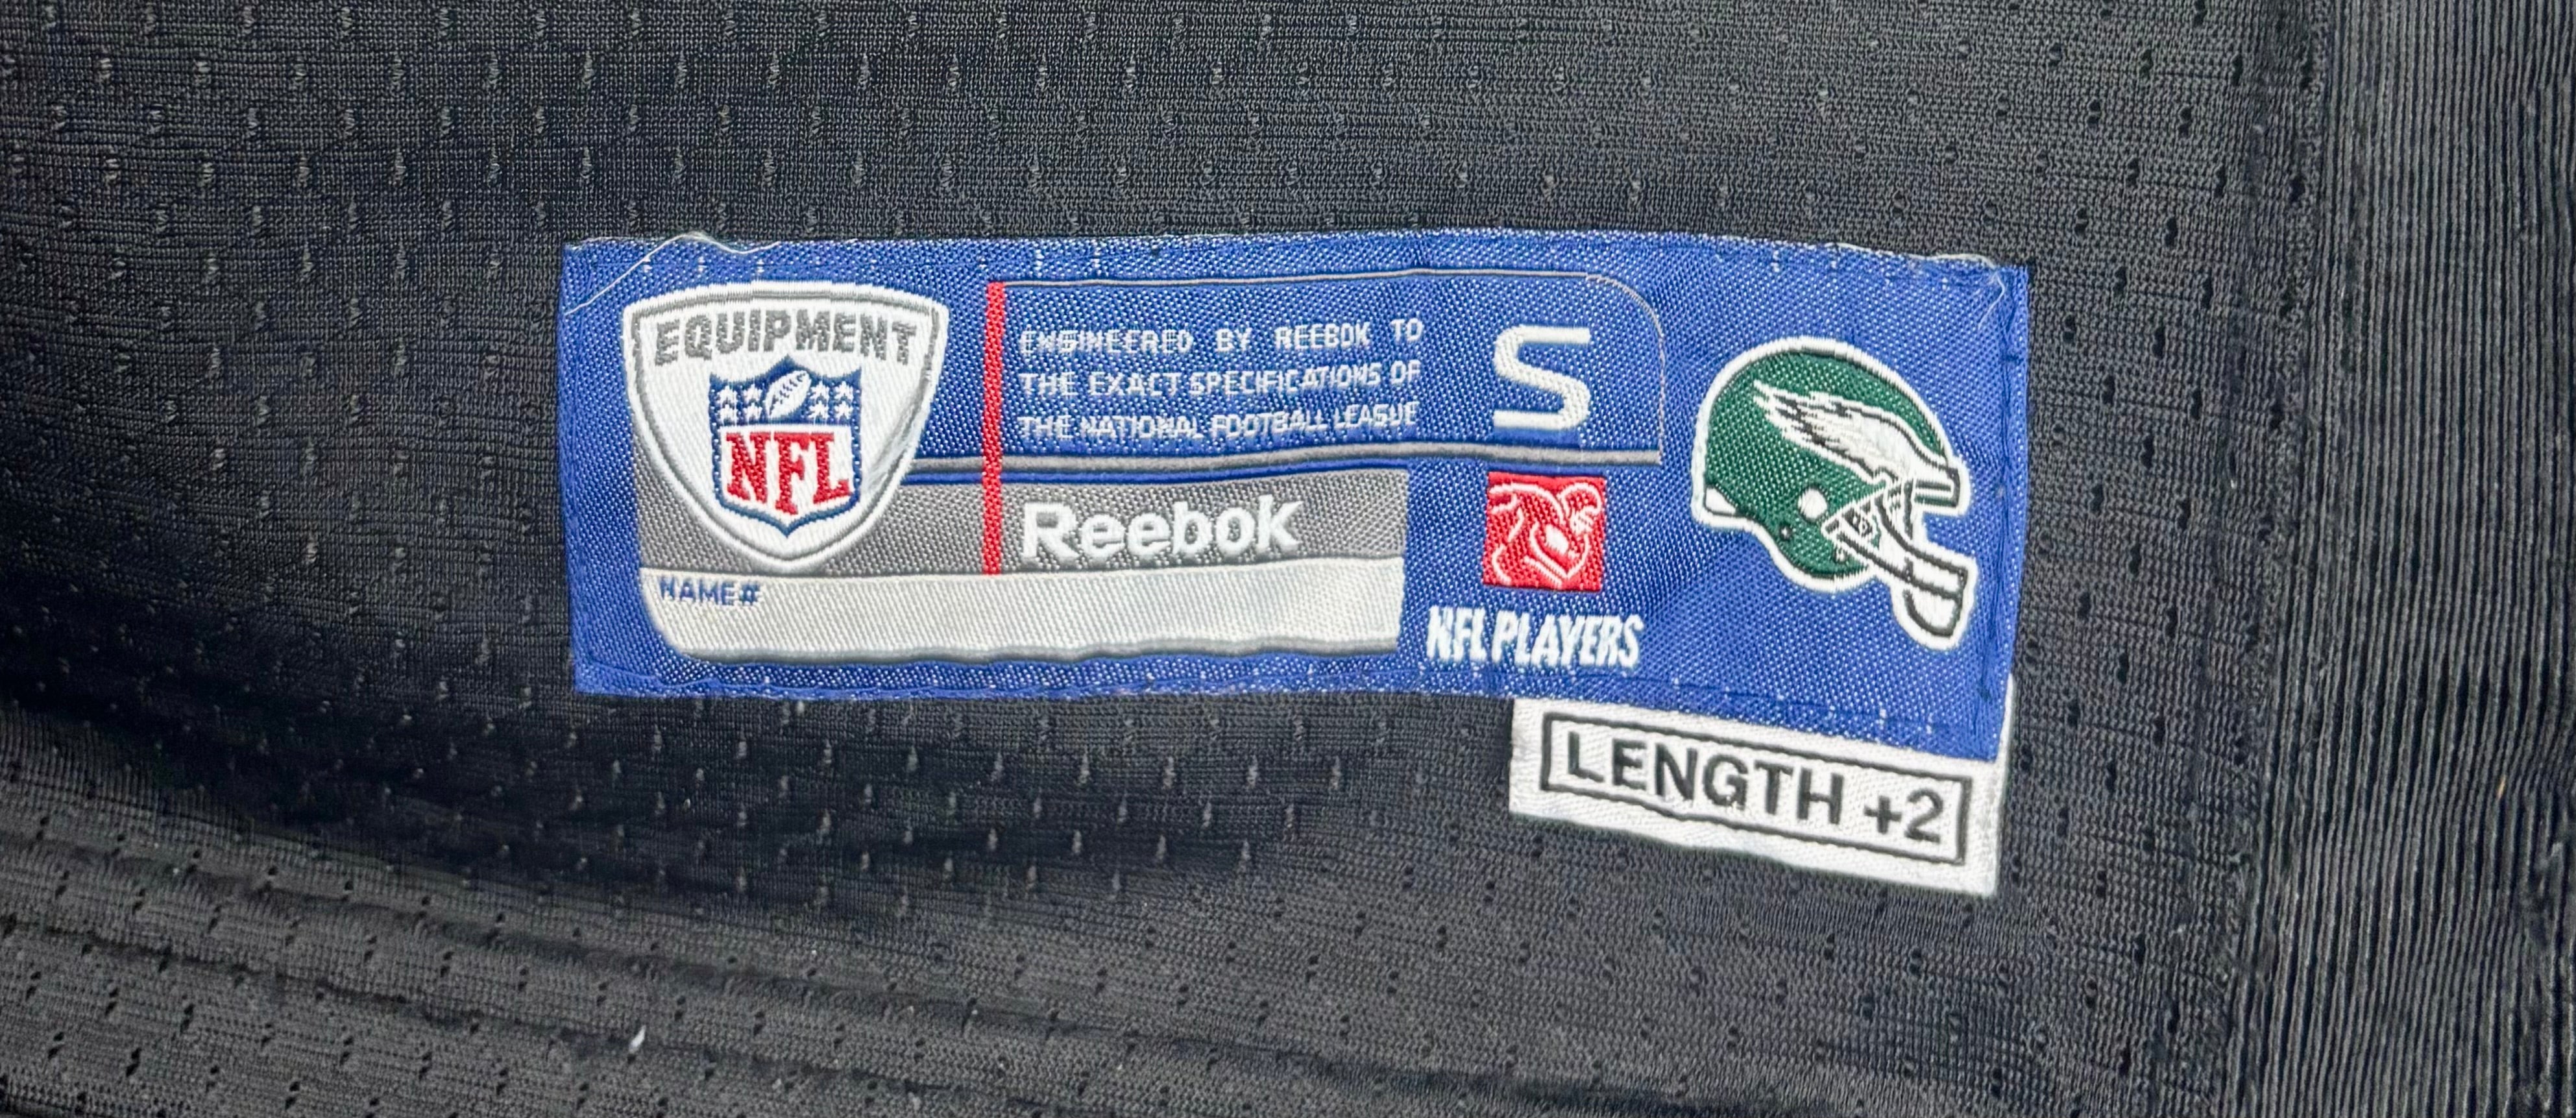 EQUIPMENT
NFL
ENGINEERED BY REEBOK TO
THE EXACT SPECIFICATIONS OF
THE NATIONAL FOOTBALL LEAGUE
S
Reebok
NAME#
NFL PLAYERS
LENGTH +2